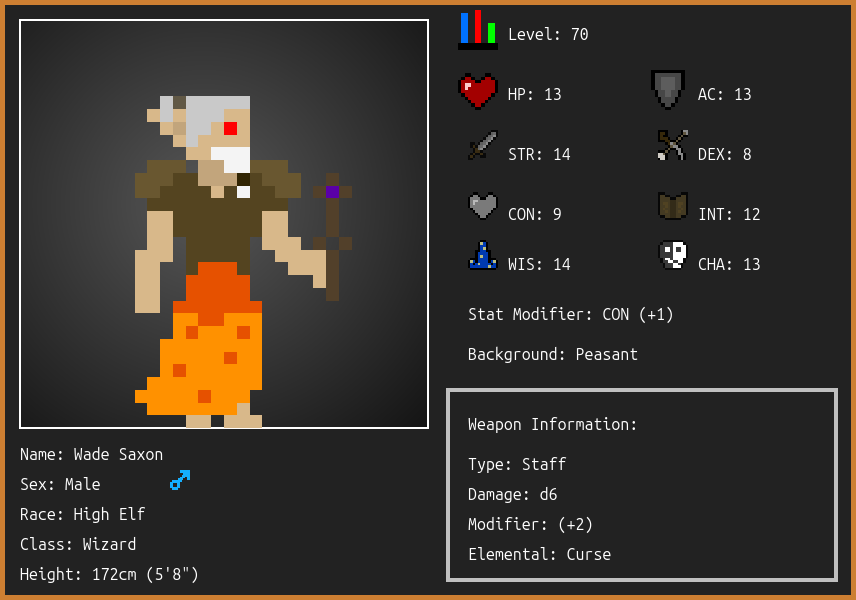 Level: 70
HP: 13
AC: 13
STR: 14
DEX: 8
CON: 9
INT: 12
WIS: 14
CHA: 13
Stat Modifier: CON (+1)
Background: Peasant
Weapon Information:
Type: Staff
Damage: d6
Modifier: (+2)
Elemental: Curse
Name: Wade Saxon
Sex: Male
Race: High Elf
Class: Wizard
Height: 172cm (5'8")